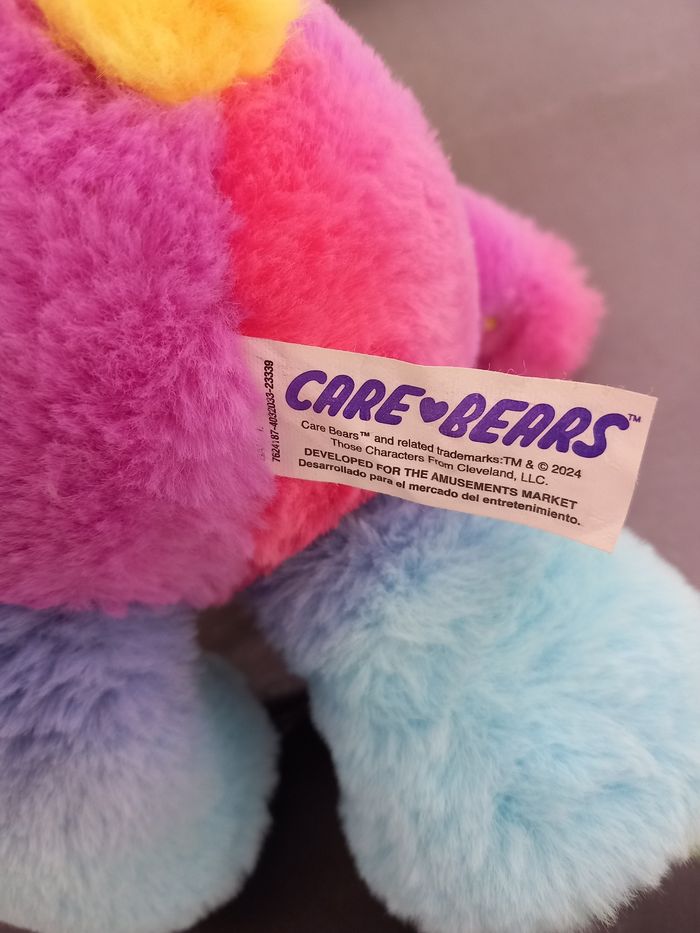 CARE BEARS™
Care Bears™ and related trademarks:TM & © 2024
Those Characters From Cleveland, LLC.
DEVELOPED FOR THE AMUSEMENTS MARKET
Desarrollado para el mercado del entretenimiento.
7624187-4032033-23339